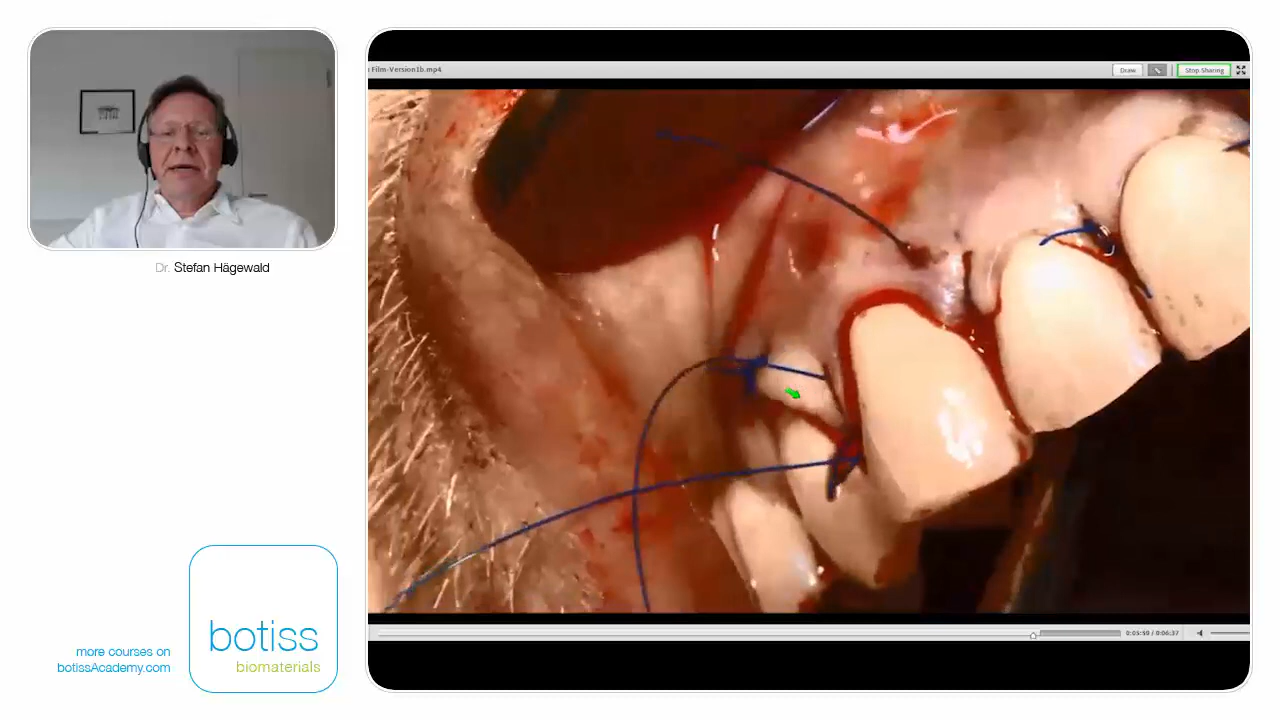 Film-Version1b.mp4
Draw
Stop Sharing
Dr. Stefan Hägewald
0:05:50 / 0:06:37
more courses on
botissAcademy.com
botiss
biomaterials